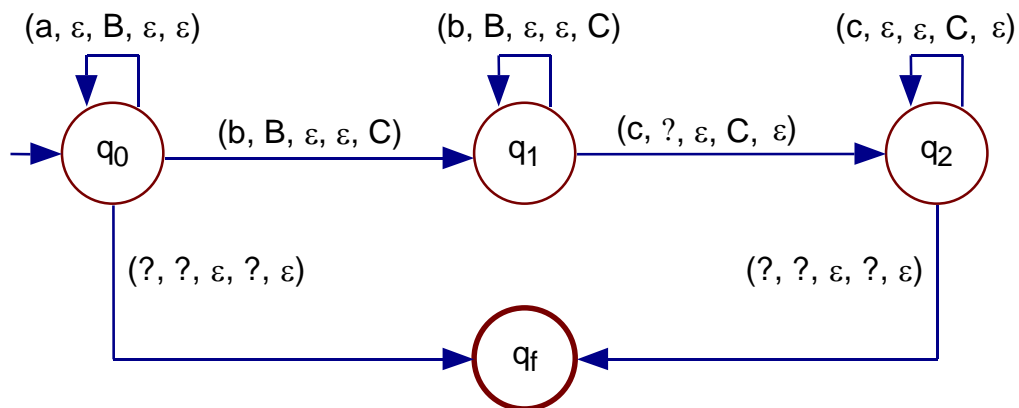 (a, ε, B, ε, ε) (b, B, ε, ε, C) (c, ε, ε, C, ε)
(b, B, ε, ε, C) (c, ?, ε, C, ε)
q0 q1 q2
(?, ?, ε, ?, ε) (?, ?, ε, ?, ε)
qf